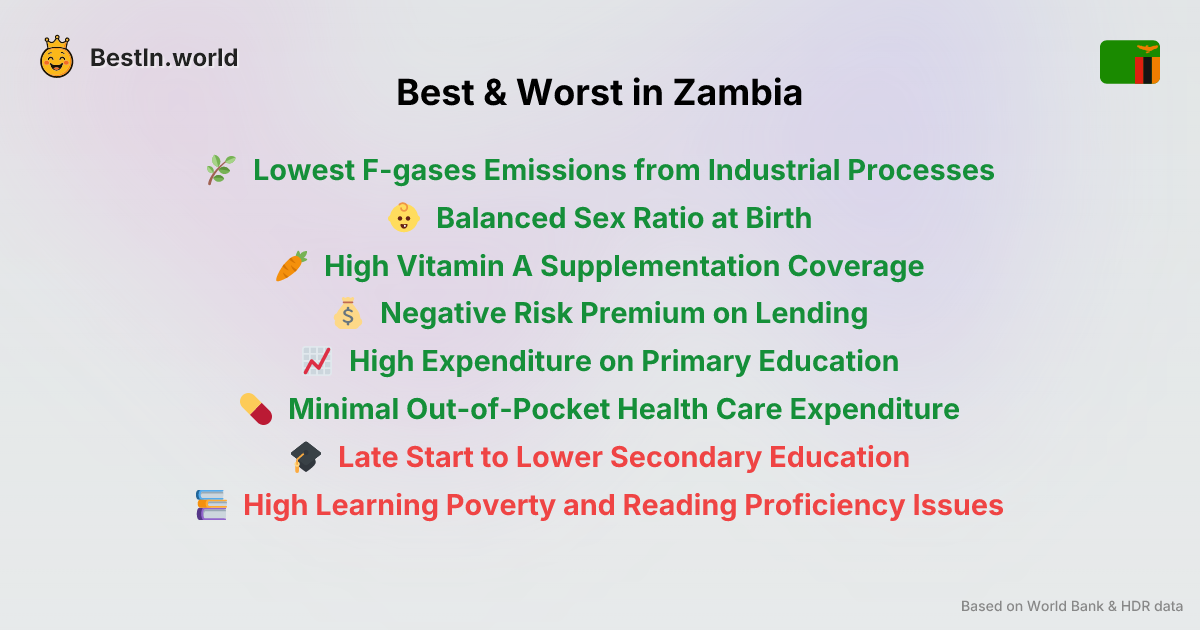 BestIn.world
Best & Worst in Zambia
Lowest F-gases Emissions from Industrial Processes
Balanced Sex Ratio at Birth
High Vitamin A Supplementation Coverage
Negative Risk Premium on Lending
High Expenditure on Primary Education
Minimal Out-of-Pocket Health Care Expenditure
Late Start to Lower Secondary Education
High Learning Poverty and Reading Proficiency Issues
Based on World Bank & HDR data